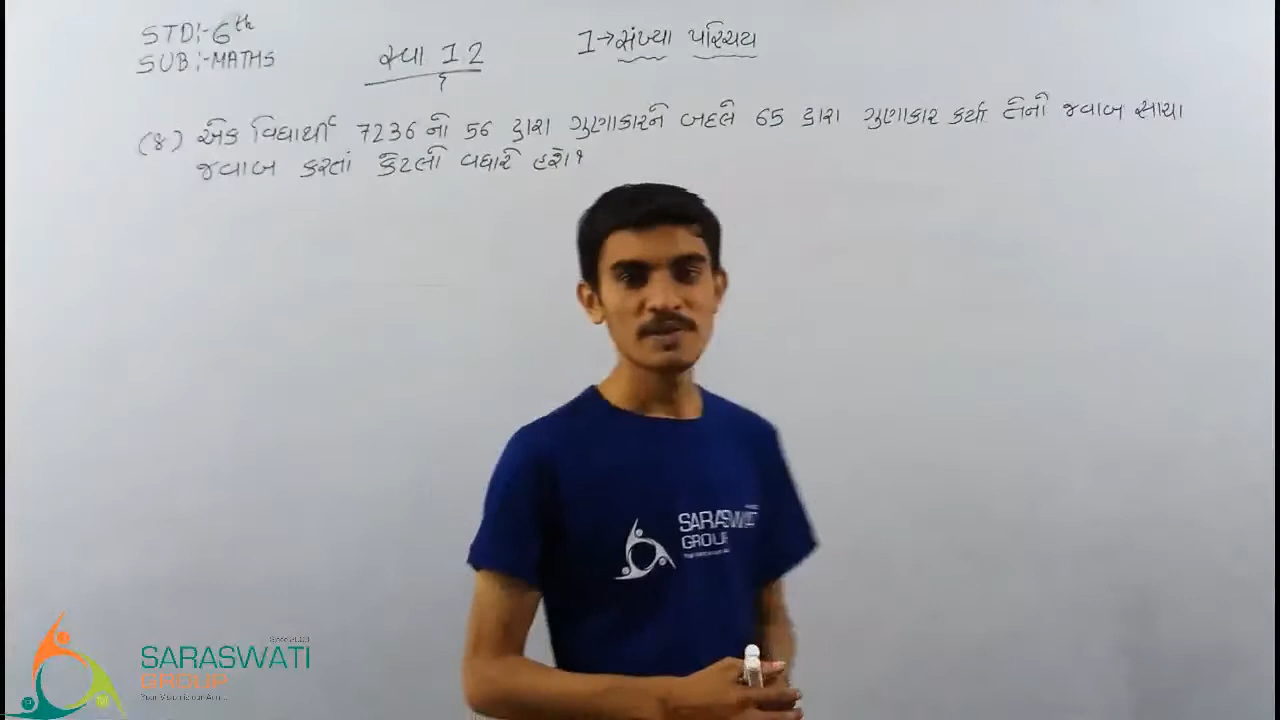 STD:-6th
SUB:-MATHS
સ્વા 1.2
1→સંખ્યા પરિચય
(૪) એક વિદ્યાર્થી 7236 નો 56 દ્વારા ગુણાકારને બદલે 65 દ્વારા ગુણાકાર કર્યો તેનો જવાબ સાચા
જવાબ કરતાં કેટલો વધારે હશે?
SARASWATI
GROUP
SARASWATI
GROUP